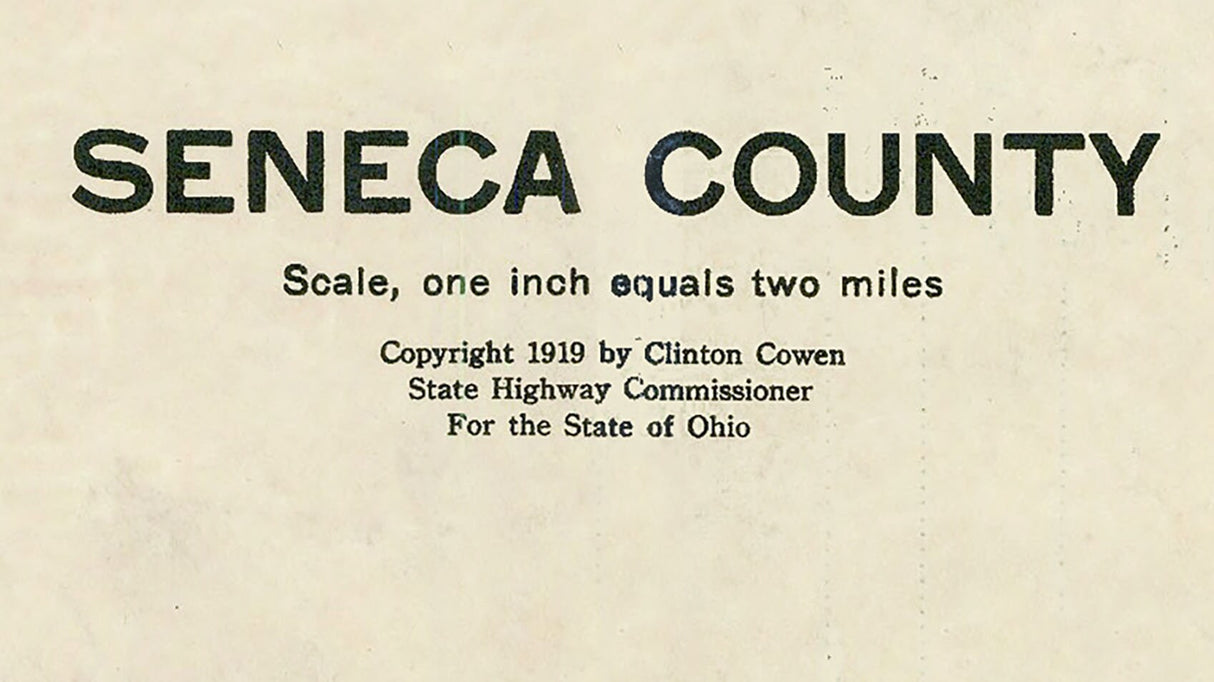 SENECA COUNTY
Scale, one inch equals two miles
Copyright 1919 by Clinton Cowen
State Highway Commissioner
For the State of Ohio